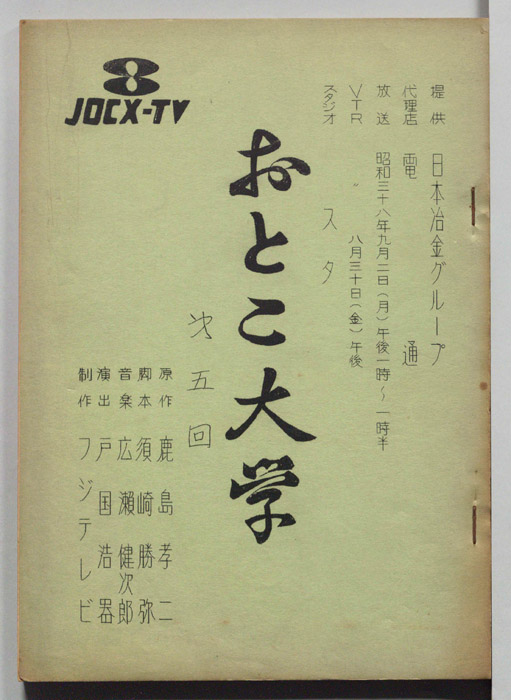 JOCX-TV
提供 日本冶金グループ
代理店 電通
放送 昭和三十八年九月二日(月)午後一時～一時半
VTR 〃 八月三十日(金)午後
スタジオ スタ
おとこ大学
第五回
原作 鹿島孝二
脚本 須崎勝弥
音楽 広瀬健次郎
演出 戸国浩器
制作 フジテレビ